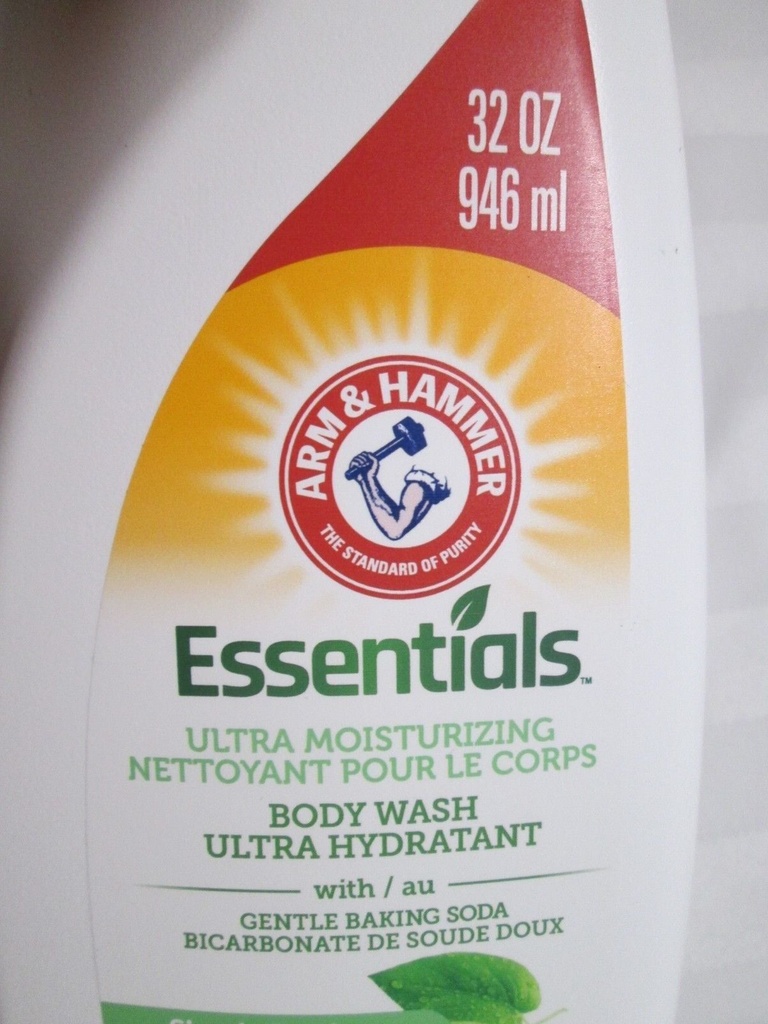 32 OZ
946 ml
ARM & HAMMER
THE STANDARD OF PURITY
Essentials™
ULTRA MOISTURIZING
NETTOYANT POUR LE CORPS
BODY WASH
ULTRA HYDRATANT
with / au
GENTLE BAKING SODA
BICARBONATE DE SOUDE DOUX